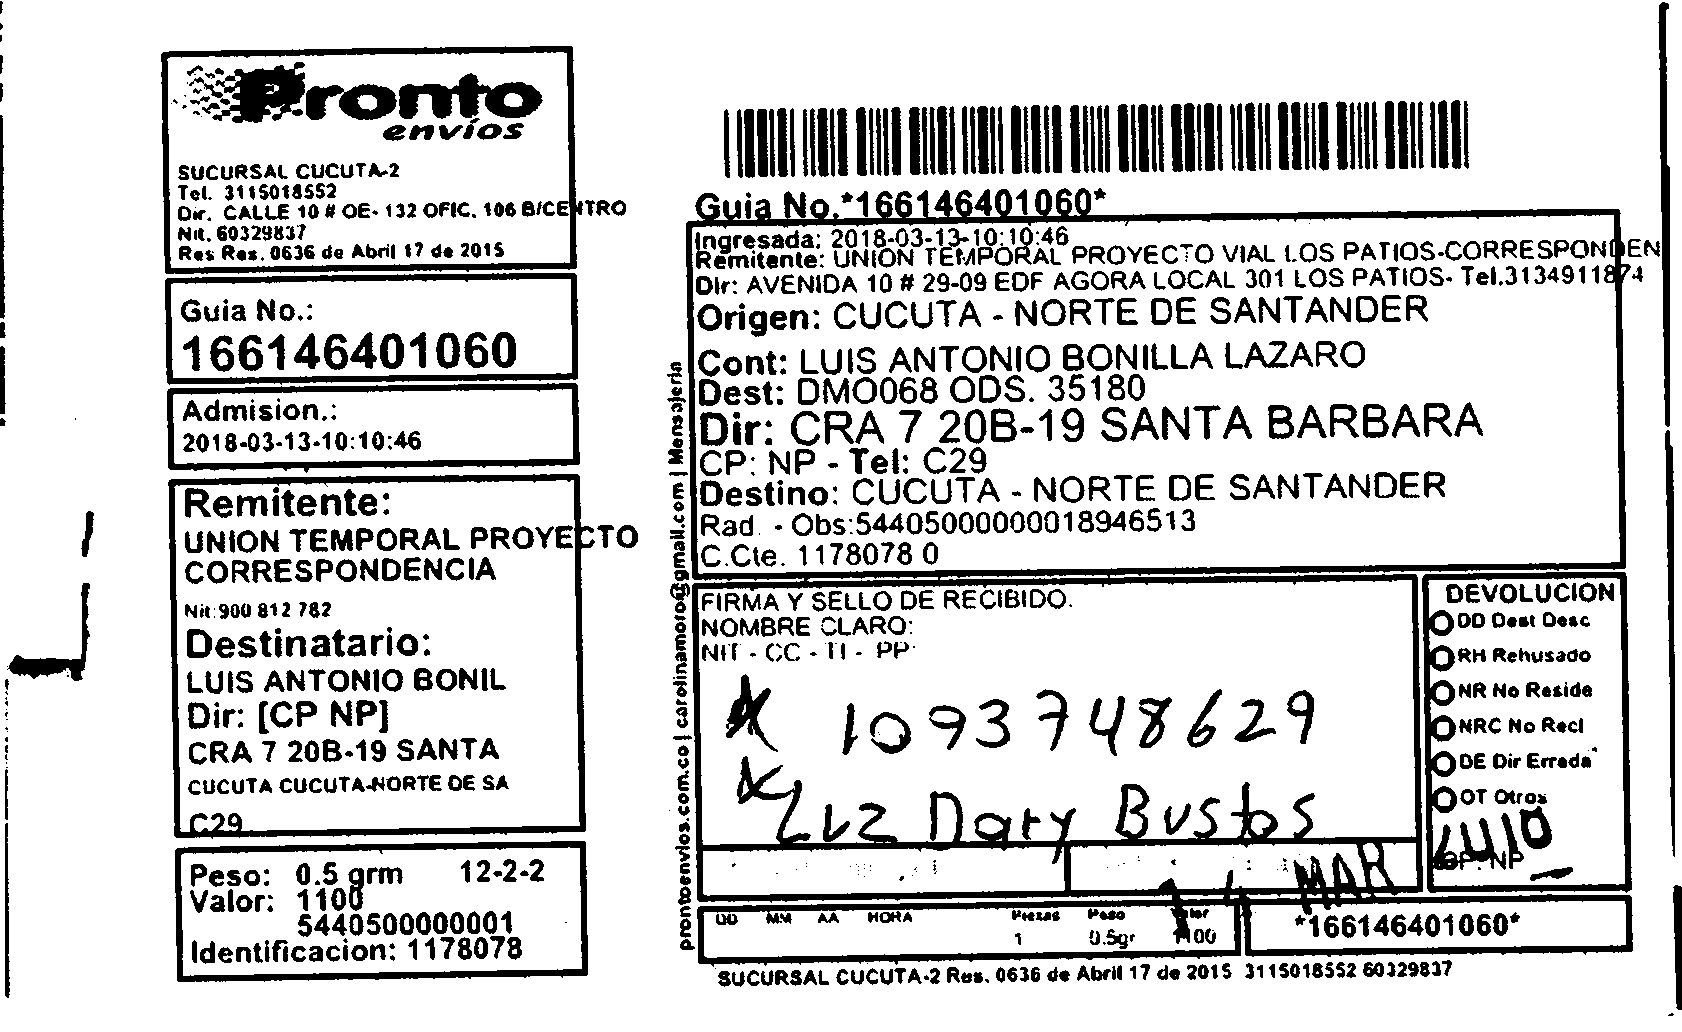 Pronto
envíos
SUCURSAL CUCUTA-2
Tel. 3115018552
Dir. CALLE 10 # OE- 132 OFIC. 106 B/CENTRO
Nit. 60329837
Res Res. 0636 de Abril 17 de 2015
Guia No.:
166146401060
Admision.:
2018-03-13-10:10:46
Remitente:
UNION TEMPORAL PROYECTO
CORRESPONDENCIA
Nit:900 812 782
Destinatario:
LUIS ANTONIO BONIL
Dir: [CP NP]
CRA 7 20B-19 SANTA
CUCUTA CUCUTA-NORTE DE SA
C29
Peso: 0.5 grm 12-2-2
Valor: 1100
5440500000001
Identificacion: 1178078
prontoenvios.com.co | carolinamoro@gmail.com | Mensajeria
Guia No.*166146401060*
Ingresada: 2018-03-13-10:10:46
Remitente: UNION TEMPORAL PROYECTO VIAL LOS PATIOS-CORRESPONDEN
Dir: AVENIDA 10 # 29-09 EDF AGORA LOCAL 301 LOS PATIOS- Tel.3134911874
Origen: CUCUTA - NORTE DE SANTANDER
Cont: LUIS ANTONIO BONILLA LAZARO
Dest: DMO068 ODS. 35180
Dir: CRA 7 20B-19 SANTA BARBARA
CP: NP - Tel: C29
Destino: CUCUTA - NORTE DE SANTANDER
Rad. - Obs:54405000000018946513
C.Cte. 1178078 0
FIRMA Y SELLO DE RECIBIDO.
NOMBRE CLARO:
NIT - CC - TI - PP
1093748629
Luz Dary Bustos
14 MAR
DEVOLUCION
DD Dest Desc
RH Rehusado
NR No Reside
NRC No Recl
DE Dir Errada
OT Otros
CP: NP
DD MM AA HORA Piezas Peso Valor
1 0.5gr 1100
*166146401060*
SUCURSAL CUCUTA-2 Res. 0636 de Abril 17 de 2015 3115018552 60329837